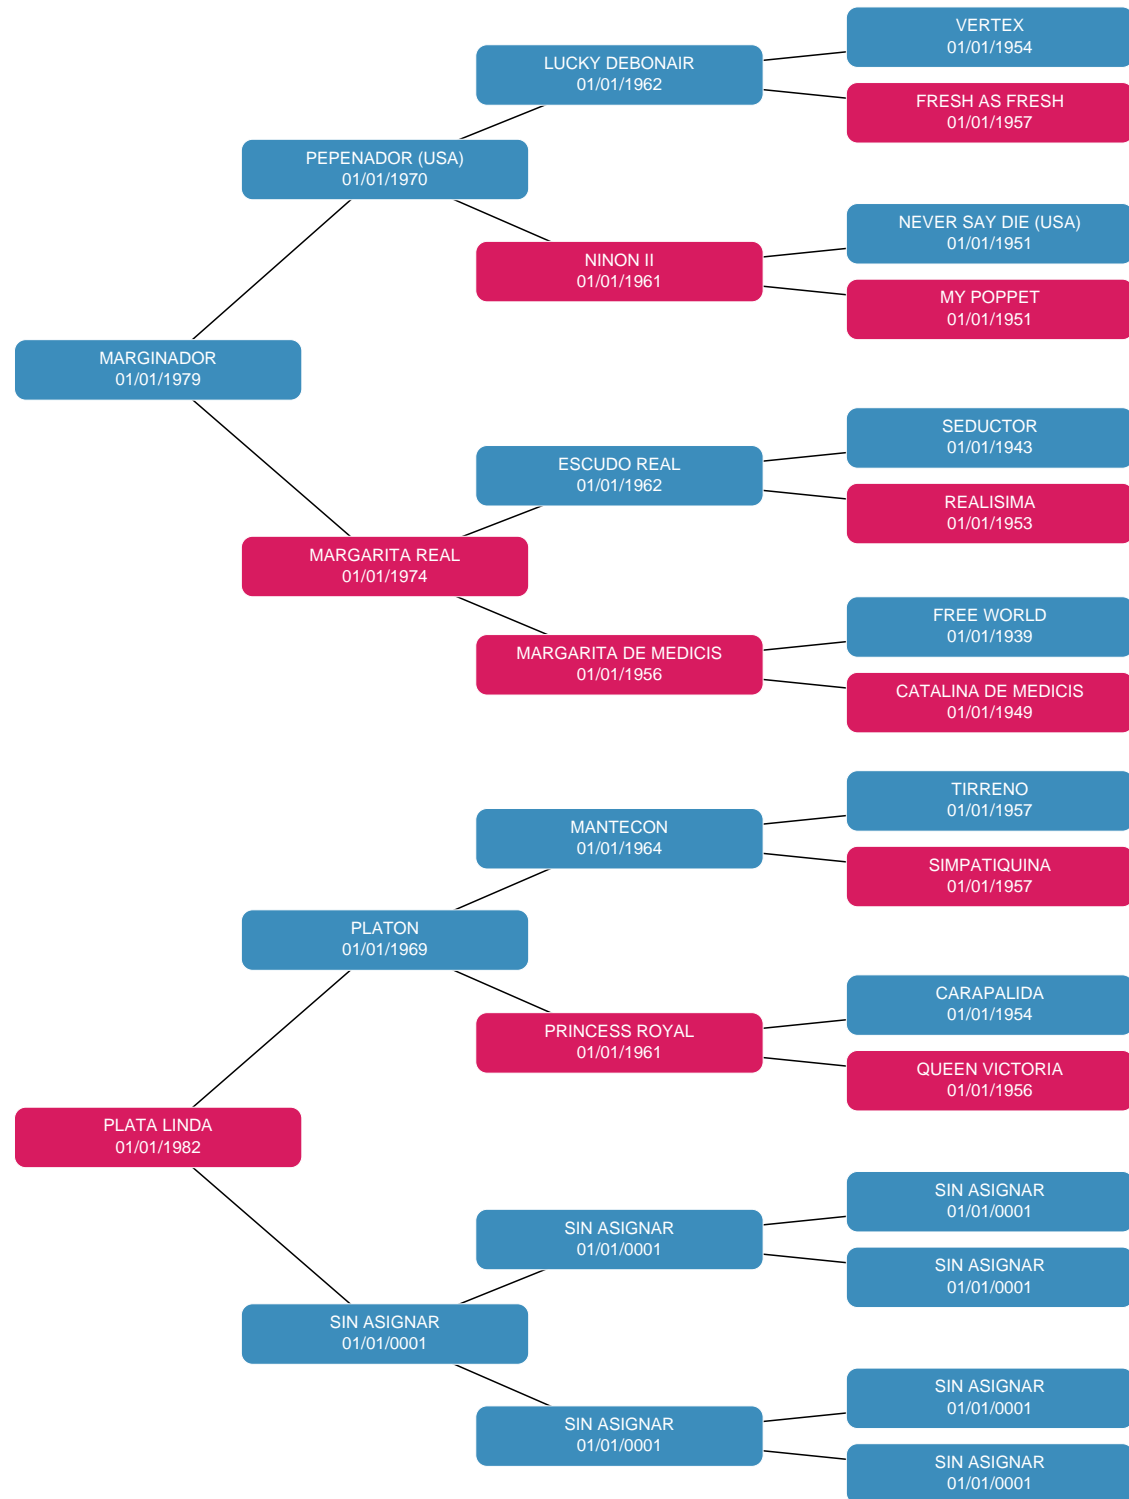 VERTEX
01/01/1954
LUCKY DEBONAIR
01/01/1962
FRESH AS FRESH
01/01/1957
PEPENADOR (USA)
01/01/1970
NEVER SAY DIE (USA)
01/01/1951
NINON II
01/01/1961
MY POPPET
01/01/1951
MARGINADOR
01/01/1979
SEDUCTOR
01/01/1943
ESCUDO REAL
01/01/1962
REALISIMA
01/01/1953
MARGARITA REAL
01/01/1974
FREE WORLD
01/01/1939
MARGARITA DE MEDICIS
01/01/1956
CATALINA DE MEDICIS
01/01/1949
TIRRENO
01/01/1957
MANTECON
01/01/1964
SIMPATIQUINA
01/01/1957
PLATON
01/01/1969
CARAPALIDA
01/01/1954
PRINCESS ROYAL
01/01/1961
QUEEN VICTORIA
01/01/1956
PLATA LINDA
01/01/1982
SIN ASIGNAR
01/01/0001
SIN ASIGNAR
01/01/0001
SIN ASIGNAR
01/01/0001
SIN ASIGNAR
01/01/0001
SIN ASIGNAR
01/01/0001
SIN ASIGNAR
01/01/0001
SIN ASIGNAR
01/01/0001